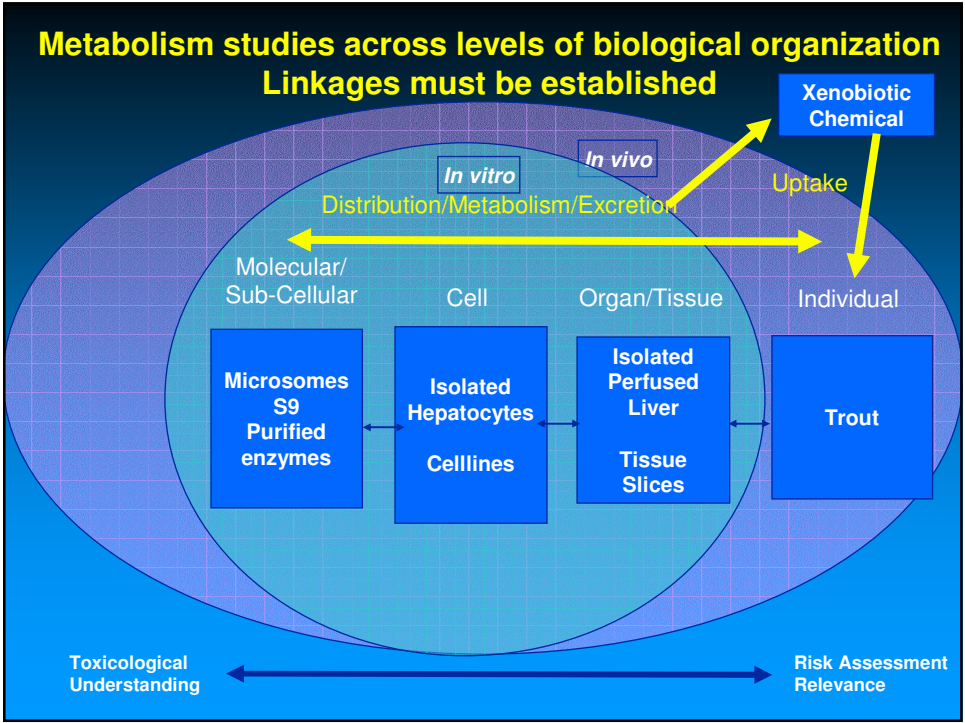 Metabolism studies across levels of biological organization
Linkages must be established
Xenobiotic
Chemical
In vivo
In vitro
Uptake
Distribution/Metabolism/Excretion
Molecular/
Sub-Cellular
Cell
Organ/Tissue
Individual
Microsomes
S9
Purified
enzymes
Isolated
Hepatocytes
Celllines
Isolated
Perfused
Liver
Tissue
Slices
Trout
Toxicological
Understanding
Risk Assessment
Relevance